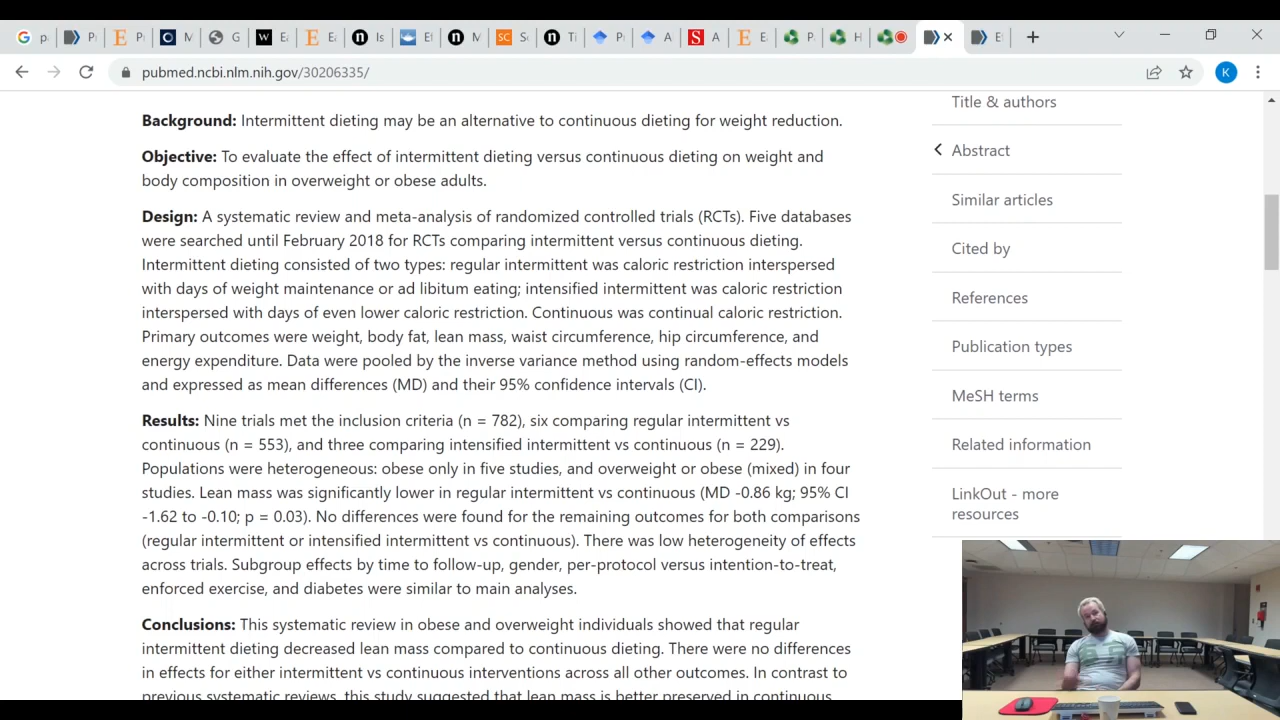 pubmed.ncbi.nlm.nih.gov/30206335/
K
Background: Intermittent dieting may be an alternative to continuous dieting for weight reduction.
Objective: To evaluate the effect of intermittent dieting versus continuous dieting on weight and
body composition in overweight or obese adults.
Design: A systematic review and meta-analysis of randomized controlled trials (RCTs). Five databases
were searched until February 2018 for RCTs comparing intermittent versus continuous dieting.
Intermittent dieting consisted of two types: regular intermittent was caloric restriction interspersed
with days of weight maintenance or ad libitum eating; intensified intermittent was caloric restriction
interspersed with days of even lower caloric restriction. Continuous was continual caloric restriction.
Primary outcomes were weight, body fat, lean mass, waist circumference, hip circumference, and
energy expenditure. Data were pooled by the inverse variance method using random-effects models
and expressed as mean differences (MD) and their 95% confidence intervals (CI).
Results: Nine trials met the inclusion criteria (n = 782), six comparing regular intermittent vs
continuous (n = 553), and three comparing intensified intermittent vs continuous (n = 229).
Populations were heterogeneous: obese only in five studies, and overweight or obese (mixed) in four
studies. Lean mass was significantly lower in regular intermittent vs continuous (MD -0.86 kg; 95% CI
-1.62 to -0.10; p = 0.03). No differences were found for the remaining outcomes for both comparisons
(regular intermittent or intensified intermittent vs continuous). There was low heterogeneity of effects
across trials. Subgroup effects by time to follow-up, gender, per-protocol versus intention-to-treat,
enforced exercise, and diabetes were similar to main analyses.
Conclusions: This systematic review in obese and overweight individuals showed that regular
intermittent dieting decreased lean mass compared to continuous dieting. There were no differences
in effects for either intermittent vs continuous interventions across all other outcomes. In contrast to
previous systematic reviews, this study suggested that lean mass is better preserved in continuous
Title & authors
Abstract
Similar articles
Cited by
References
Publication types
MeSH terms
Related information
LinkOut - more
resources